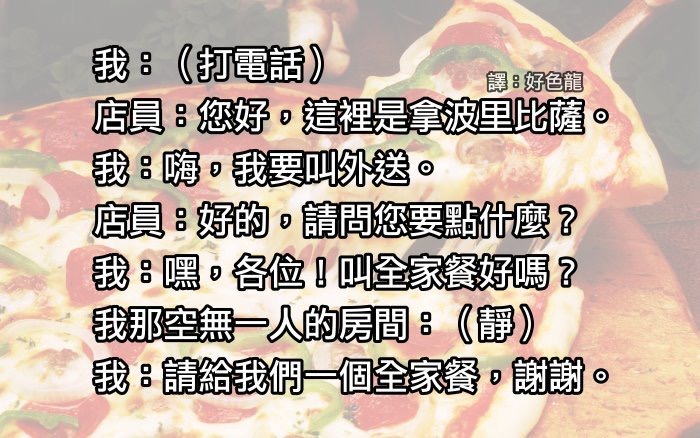 我：（打電話）
譯：好色龍
店員：您好，這裡是拿波里比薩。
我：嗨，我要叫外送。
店員：好的，請問您要點什麼？
我：嘿，各位！叫全家餐好嗎？
我那空無一人的房間：（靜）
我：請給我們一個全家餐，謝謝。